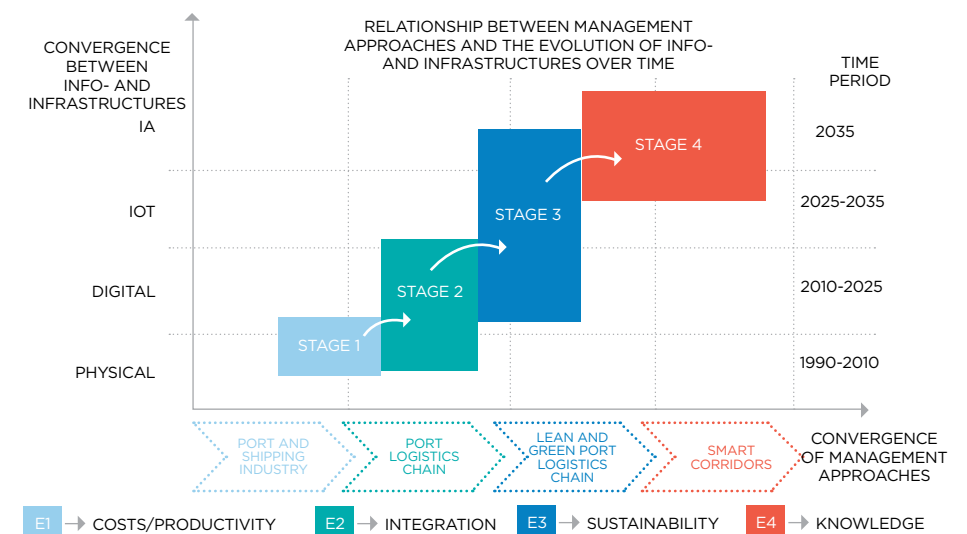 RELATIONSHIP BETWEEN MANAGEMENT
APPROACHES AND THE EVOLUTION OF INFO-
AND INFRASTRUCTURES OVER TIME
CONVERGENCE
BETWEEN
INFO- AND
INFRASTRUCTURES
TIME
PERIOD
IA
IOT
DIGITAL
PHYSICAL
STAGE 1
STAGE 2
STAGE 3
STAGE 4
2035
2025-2035
2010-2025
1990-2010
PORT AND
SHIPPING
INDUSTRY
PORT
LOGISTICS
CHAIN
LEAN AND
GREEN PORT
LOGISTICS
CHAIN
SMART
CORRIDORS
CONVERGENCE
OF MANAGEMENT
APPROACHES
E1 COSTS/PRODUCTIVITY
E2 INTEGRATION
E3 SUSTAINABILITY
E4 KNOWLEDGE